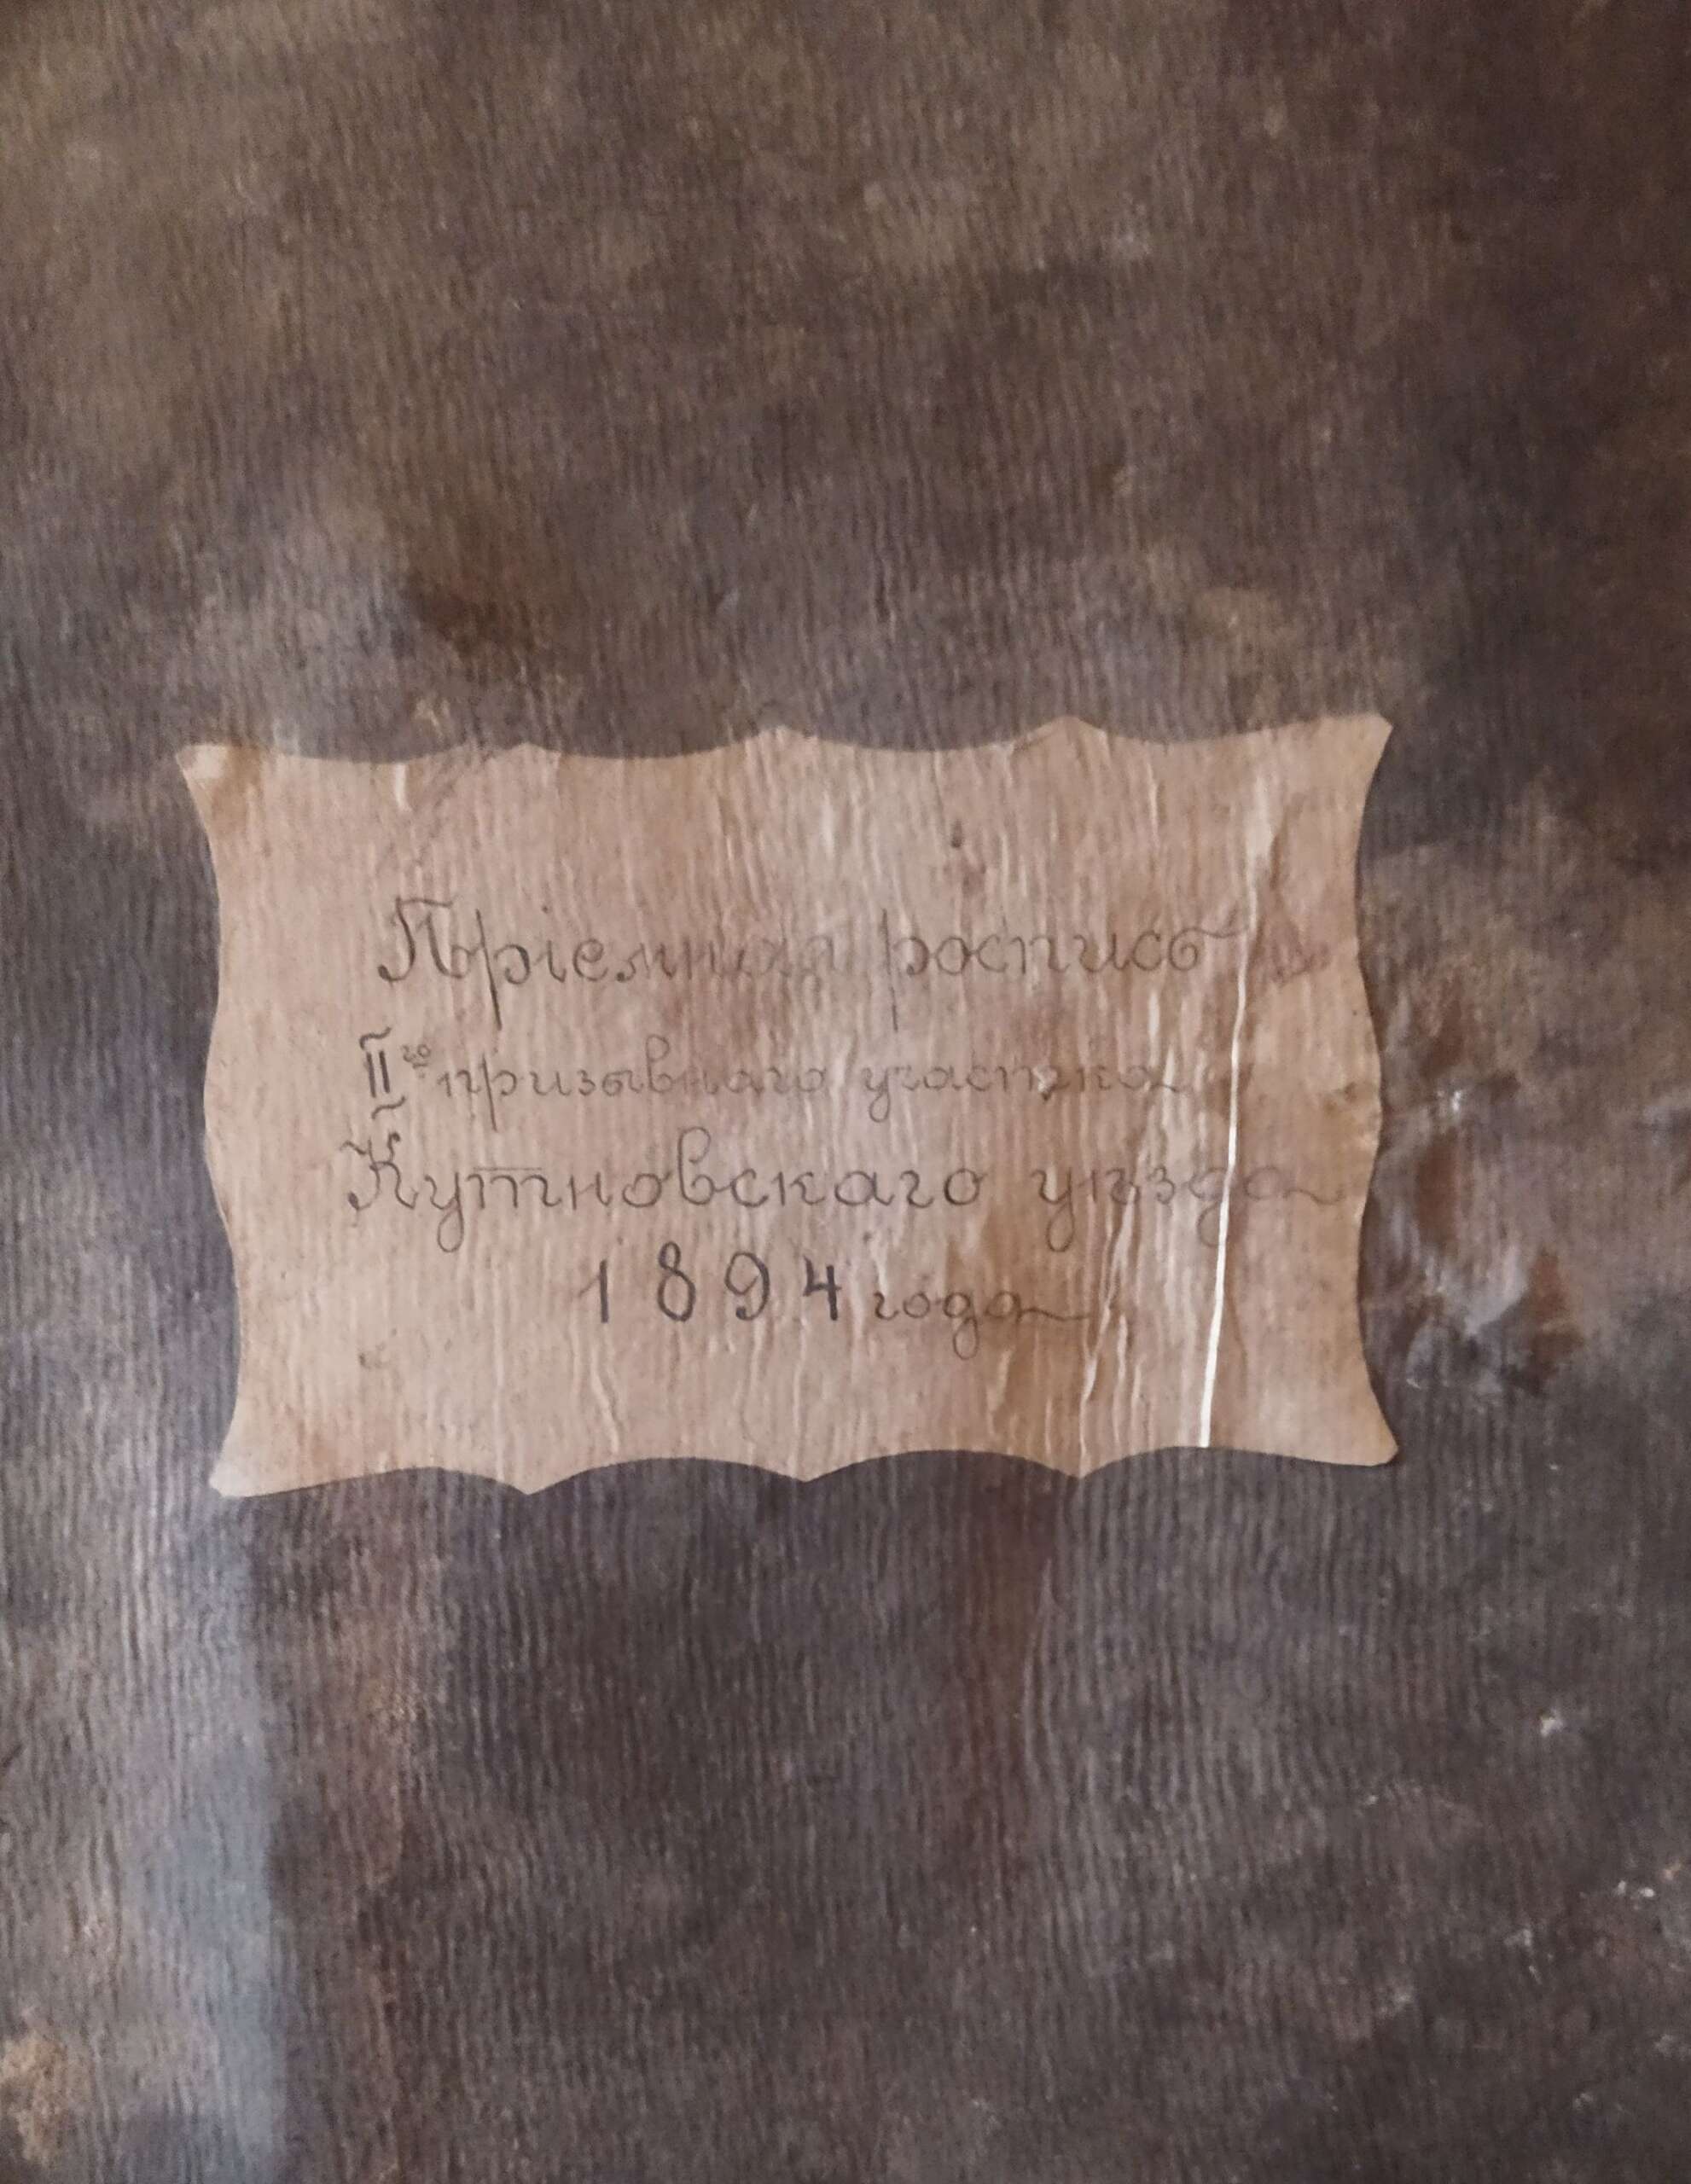 Пріемная роспись
II го призывнаго участка
Кутновскаго уѣзда
1894 года